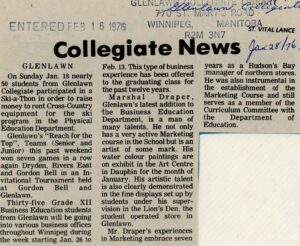 GLENLAWN Collegiate
770 ST. MARY'S ROAD
WINNIPEG, MANITOBA
R2M 3N7
ENTERED FEB 16 1976
ST. VITAL LANCE
Jan 28/76
Collegiate News
GLENLAWN
On Sunday Jan. 18 nearly
50 students from Glenlawn
Collegiate participated in a
Ski-a-Thon in order to raise
money to rent Cross-Country
equipment for the ski
program in the Physical
Education Department.
Glenlawn's "Reach for the
Top", Teams (Senior and
Junior) this past weekend
won seven games in a row
again Dryden, Rivers East
and Gordon Bell in an In-
vitational Tournament held
at Gordon Bell and
Glenlawn.
Thirty-five Grade XII
Business Education students
from Glenlawn will be going
into various business offices
throughout Winnipeg during
the week starting Jan. 26 to
Feb. 13. This type of business
experience has been offered
to the graduating class for
the past twelve years.
Marshal Draper,
Glenlawn's latest addition to
the Business Education
Department, is a man of
many talents. He not only
has a very active Marketing
course in the School but is an
artist of some mark. His
water colour paintings are
on exhibit in the Art Centre
in Dauphin for the month of
January. His artistic talent
is also clearly demonstrated
in the fine displays set up by
students under his super-
vision in the Lion's Den, the
student operated store in
Glenlawn.
Mr. Draper's experiences
in Marketing embrace seven
years as a Hudson's Bay
manager of northern stores.
He was also instrumental in
the establishment of the
Marketing Course and still
serves as a member of the
Curriculum Committee with
the Department of
Education.